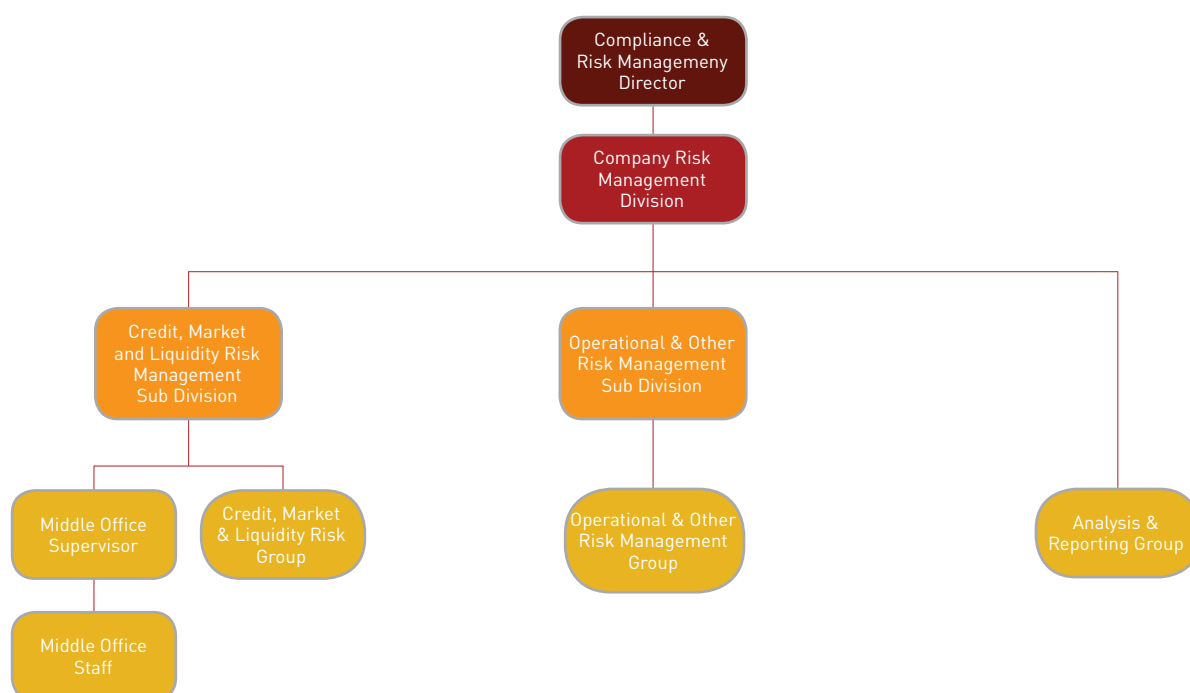 Compliance &
Risk Managemeny
Director
Company Risk
Management
Division
Credit, Market
and Liquidity Risk
Management
Sub Division
Operational & Other
Risk Management
Sub Division
Middle Office
Supervisor
Credit, Market
& Liquidity Risk
Group
Operational & Other
Risk Management
Group
Analysis &
Reporting Group
Middle Office
Staff